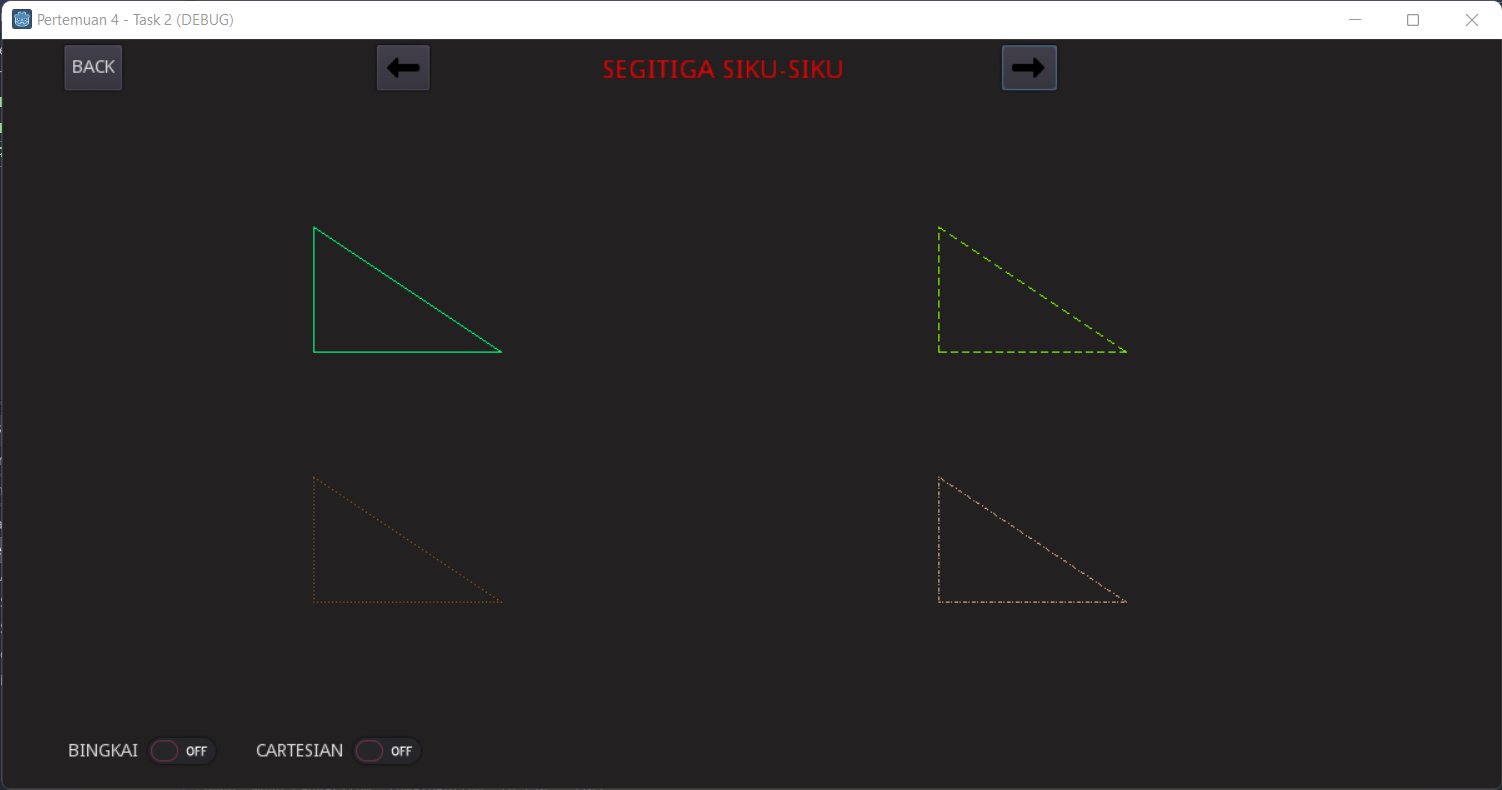 Pertemuan 4 - Task 2 (DEBUG)
BACK
SEGITIGA SIKU-SIKU
BINGKAI OFF CARTESIAN OFF